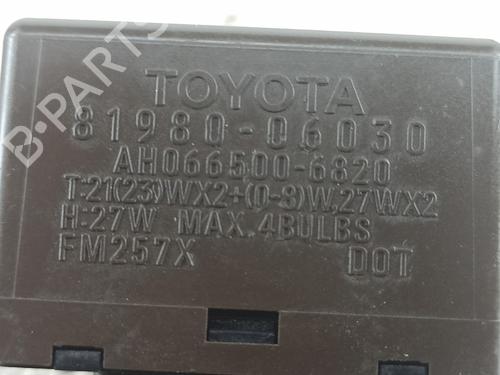 B-PARTS
TOYOTA
81980-06030
AH066500-6820
T:21(23)WX2+(0-8)W,27WX2
H:27W MAX.4BULBS
FM257X DOT